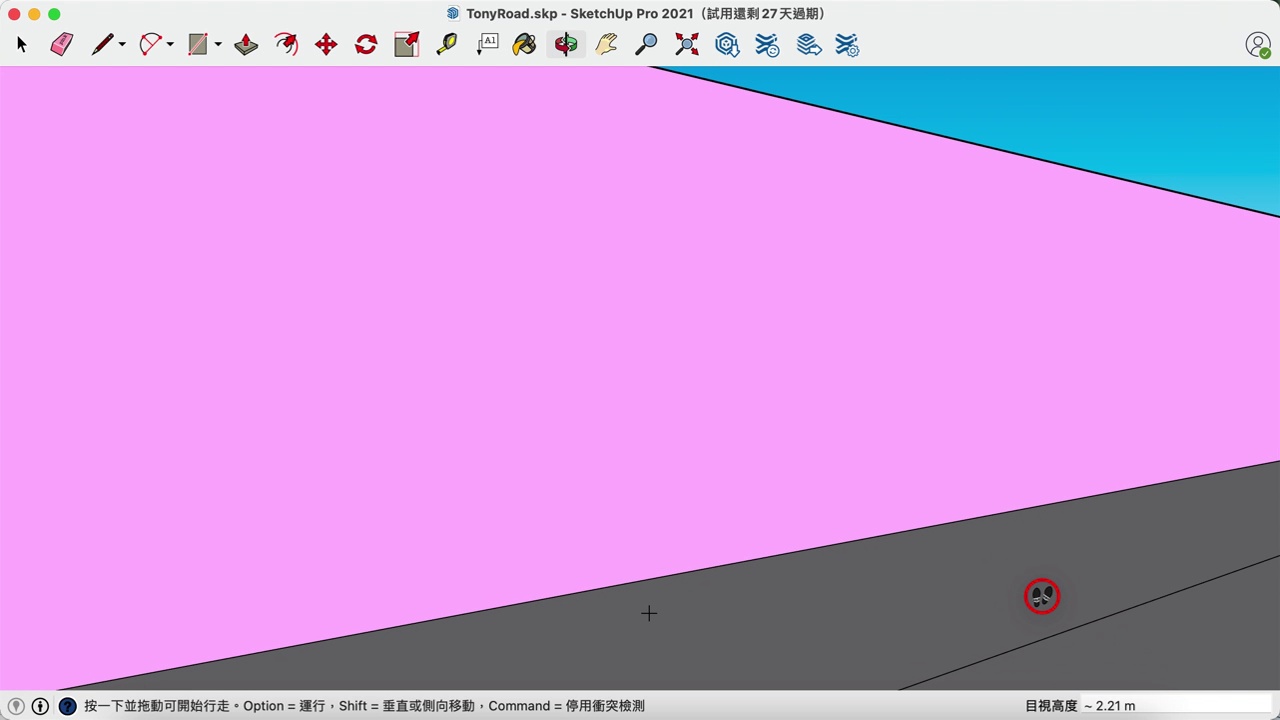 TonyRoad.skp - SketchUp Pro 2021（試用還剩 27 天過期）
A1
按一下並拖動可開始行走。Option = 運行，Shift = 垂直或側向移動，Command = 停用衝突檢測
目視高度 ~ 2.21 m